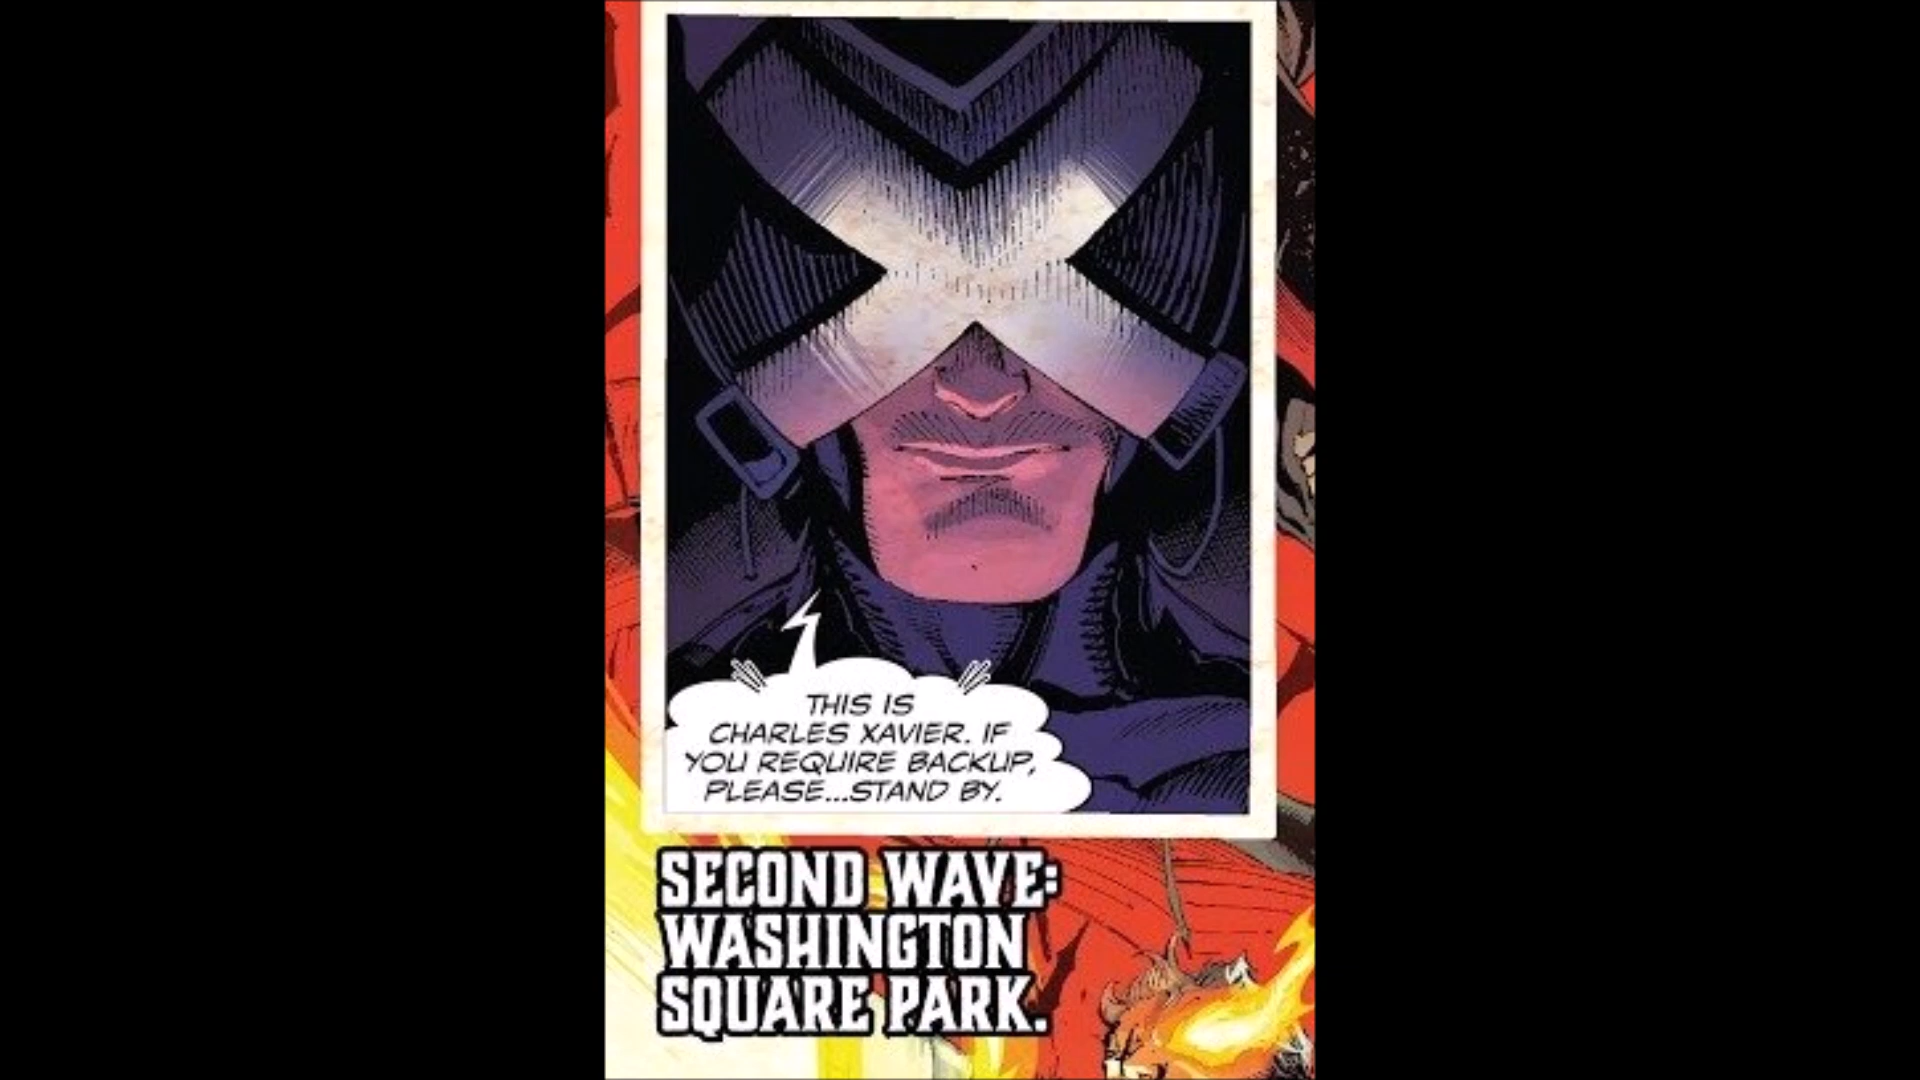 THIS IS
CHARLES XAVIER. IF
YOU REQUIRE BACKUP,
PLEASE...STAND BY.
SECOND WAVE:
WASHINGTON
SQUARE PARK.